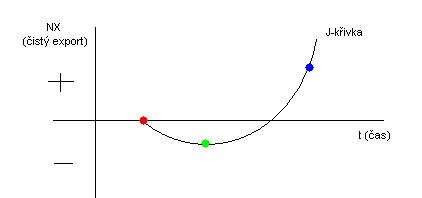 NX
(čistý export)
J-křivka
+
t (čas)
−